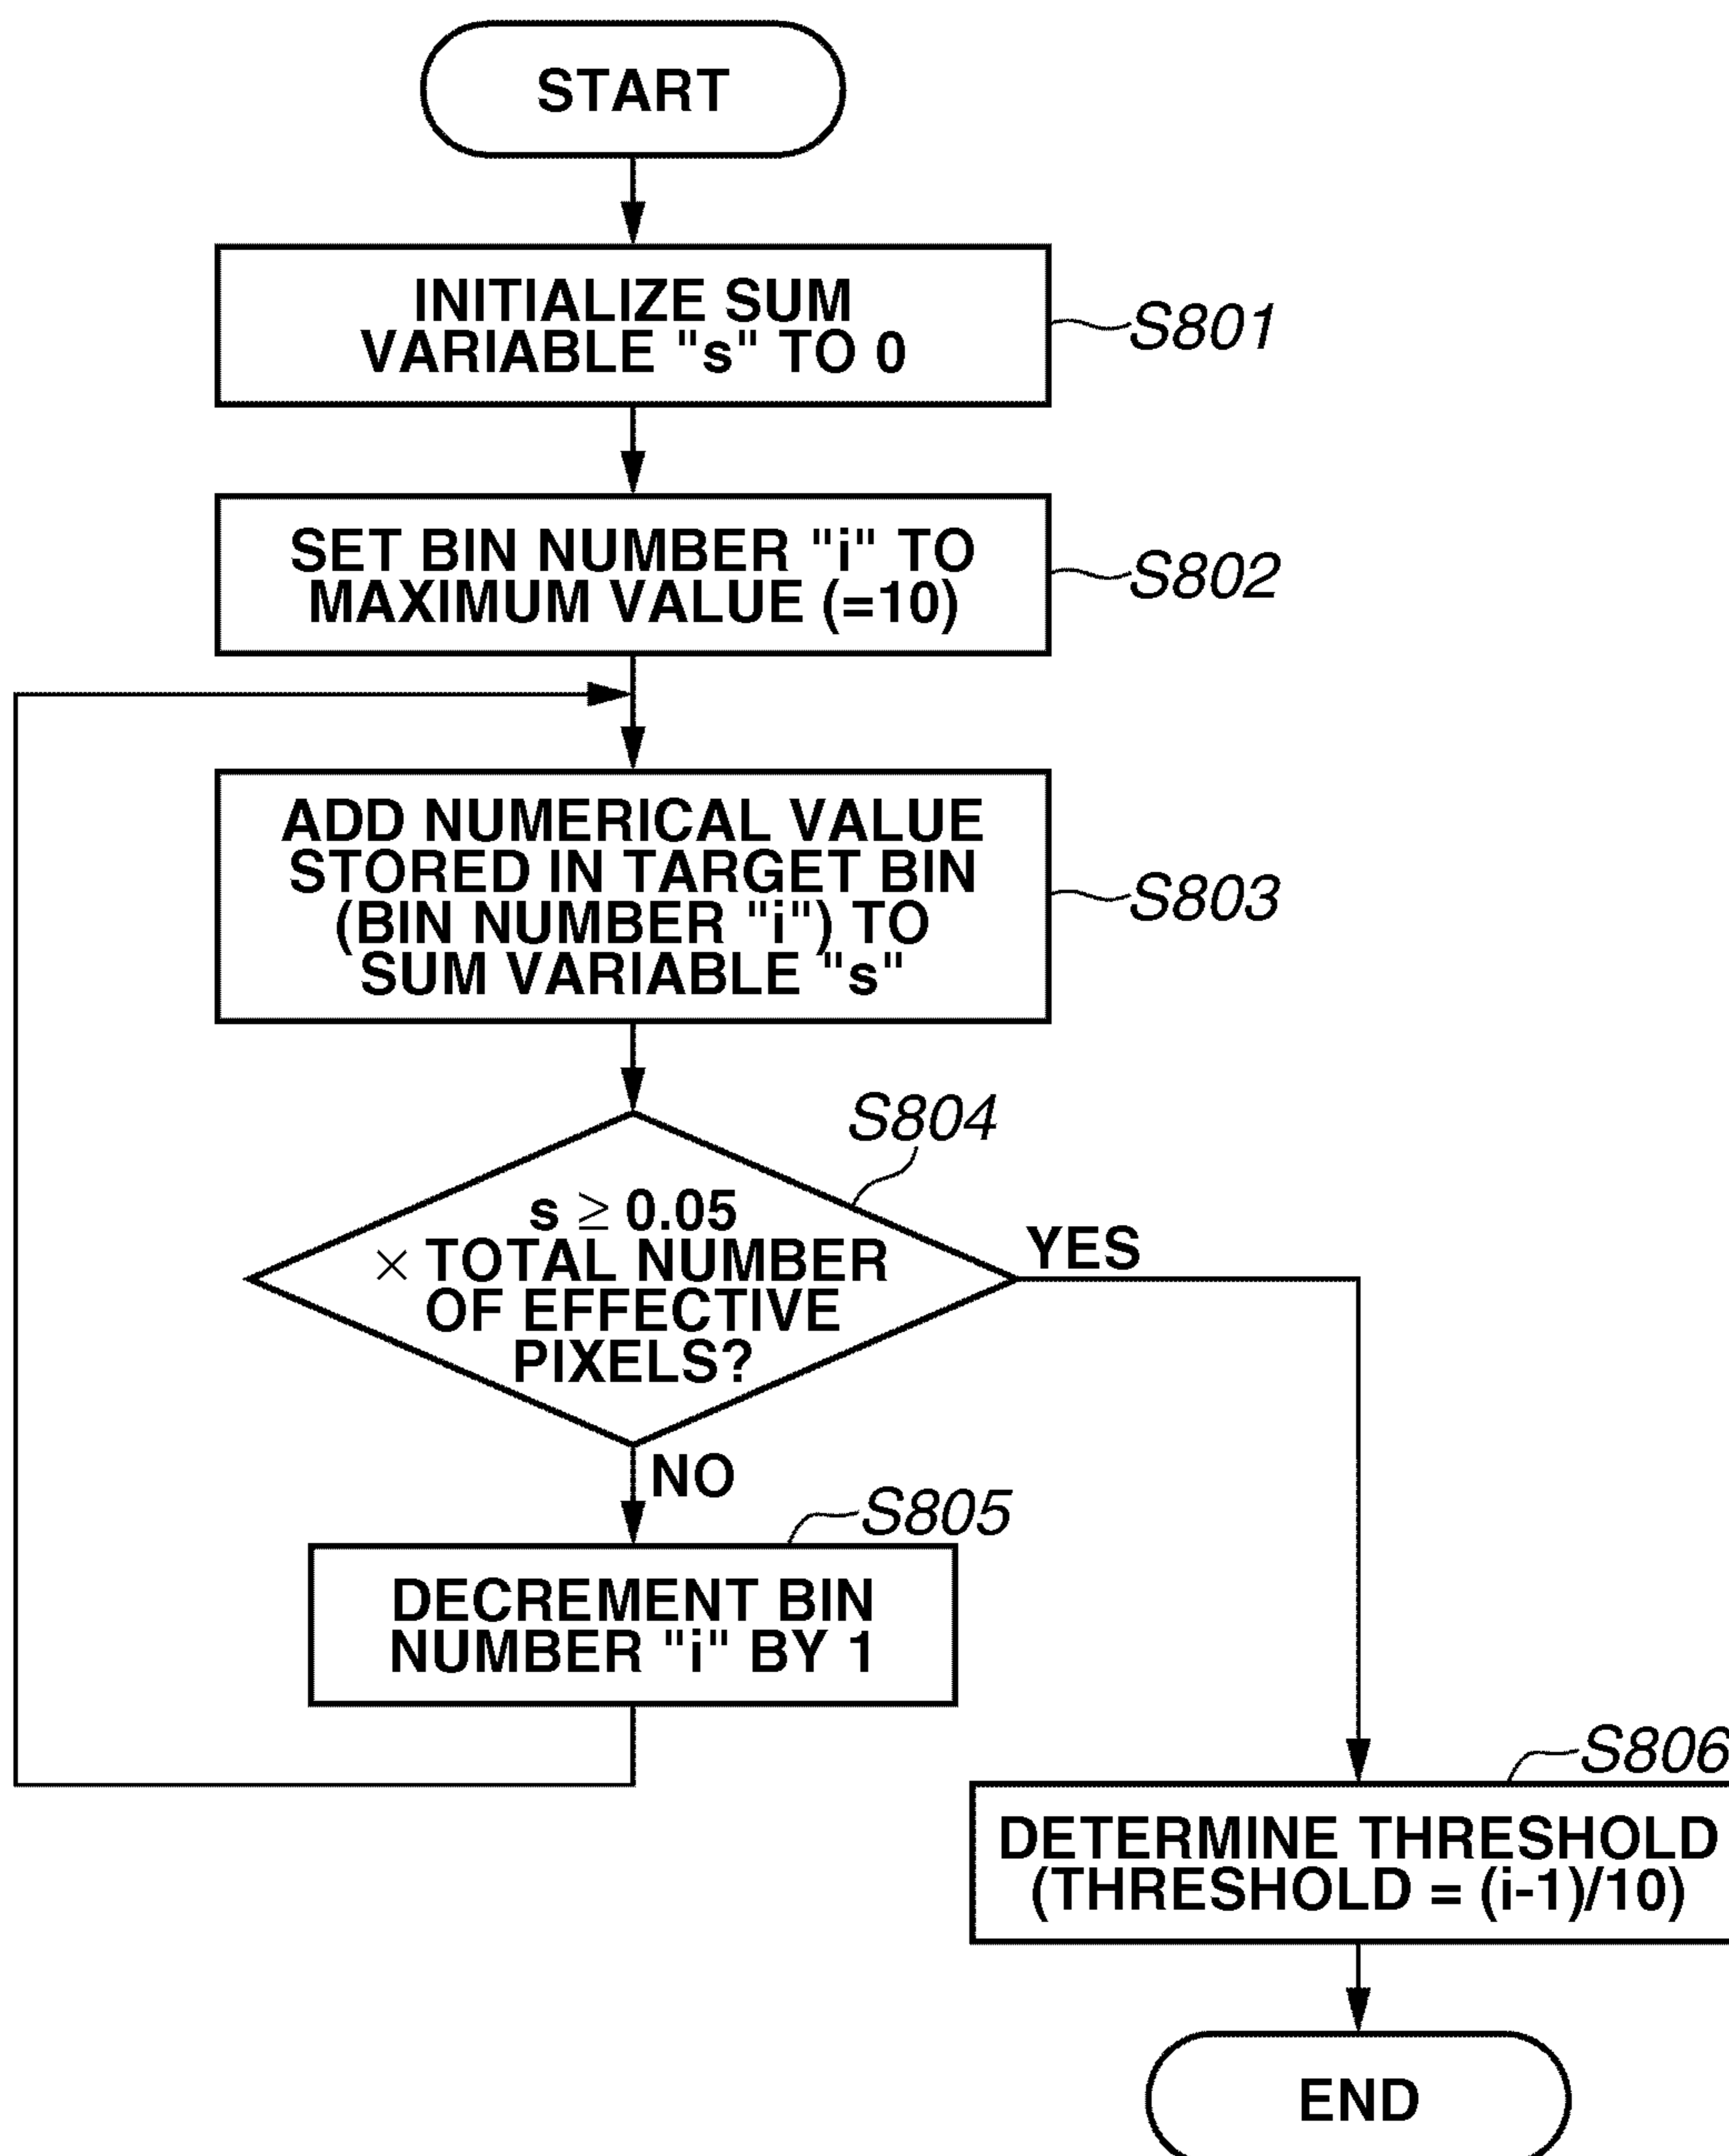 START
INITIALIZE SUM
VARIABLE "s" TO 0
S801
SET BIN NUMBER "i" TO
MAXIMUM VALUE (=10)
S802
ADD NUMERICAL VALUE
STORED IN TARGET BIN
(BIN NUMBER "i") TO
SUM VARIABLE "s"
S803
S804
s ≥ 0.05
× TOTAL NUMBER
OF EFFECTIVE
PIXELS?
YES
NO
S805
DECREMENT BIN
NUMBER "i" BY 1
S806
DETERMINE THRESHOLD
(THRESHOLD = (i-1)/10)
END